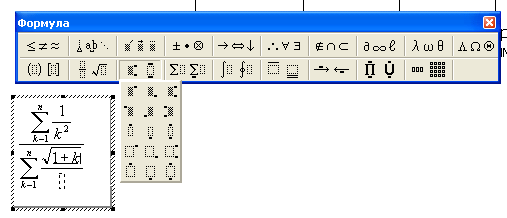 Формула
≤ ≠ ≈ ∫ a b ∴ ± • ⊗ → ⇔ ↓ ∴ ∀ ∃ ∉ ∩ ⊂ ∂ ∞ ℓ λ ω θ Λ Ω Θ
∑ ∑ ∫ ∮ Π Ụ
n
∑ 1
k=1 k²
n
∑ √1+k
k=1